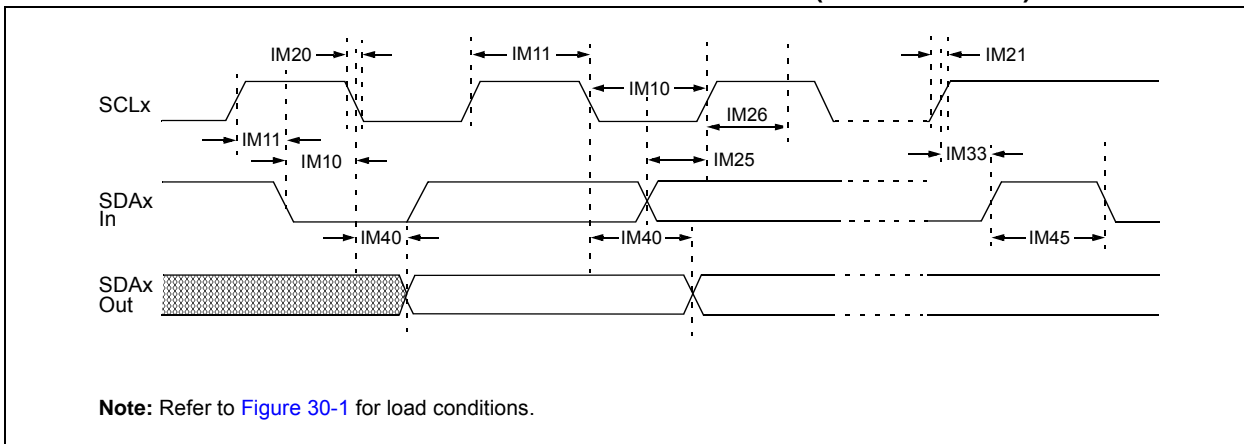 IM20
IM11
IM21
SCLx
IM10
IM26
IM11
IM10
IM25
IM33
SDAx
In
IM40
IM40
IM45
SDAx
Out
Note: Refer to Figure 30-1 for load conditions.